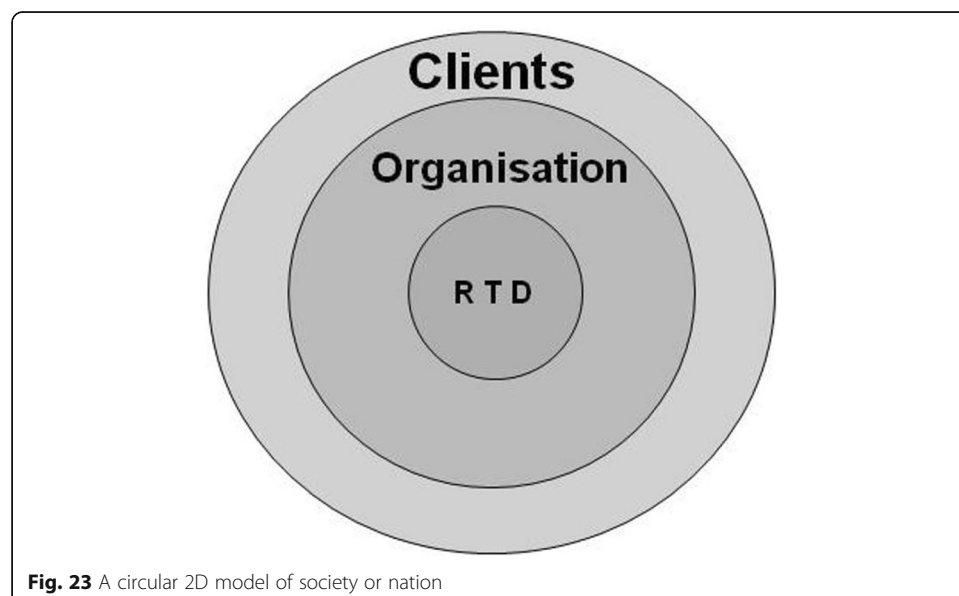 Clients
Organisation
R T D
Fig. 23 A circular 2D model of society or nation